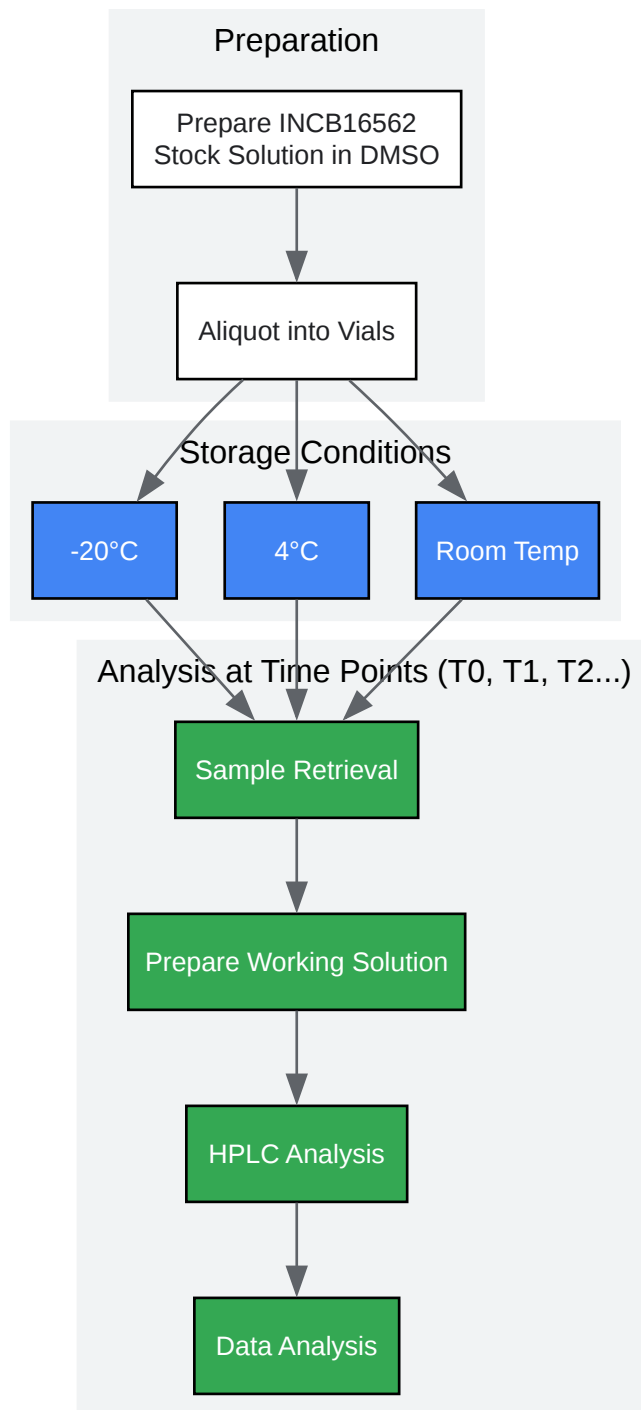 Preparation
Prepare INCB16562
Stock Solution in DMSO
Aliquot into Vials
Storage Conditions
-20°C
4°C
Room Temp
Analysis at Time Points (T0, T1, T2...)
Sample Retrieval
Prepare Working Solution
HPLC Analysis
Data Analysis